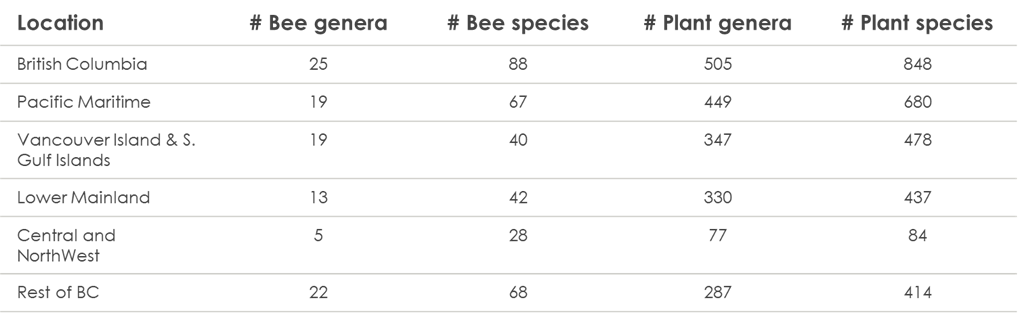 Location # Bee genera # Bee species # Plant genera # Plant species
British Columbia 25 88 505 848
Pacific Maritime 19 67 449 680
Vancouver Island & S. 19 40 347 478
Gulf Islands
Lower Mainland 13 42 330 437
Central and 5 28 77 84
NorthWest
Rest of BC 22 68 287 414